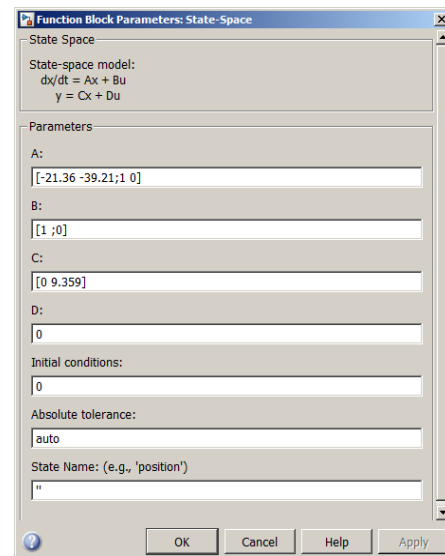 Function Block Parameters: State-Space
State Space
State-space model:
dx/dt = Ax + Bu
y = Cx + Du
Parameters
A:
[-21.36 -39.21;1 0]
B:
[1 ;0]
C:
[0 9.359]
D:
0
Initial conditions:
0
Absolute tolerance:
auto
State Name: (e.g., 'position')
''
OK Cancel Help Apply